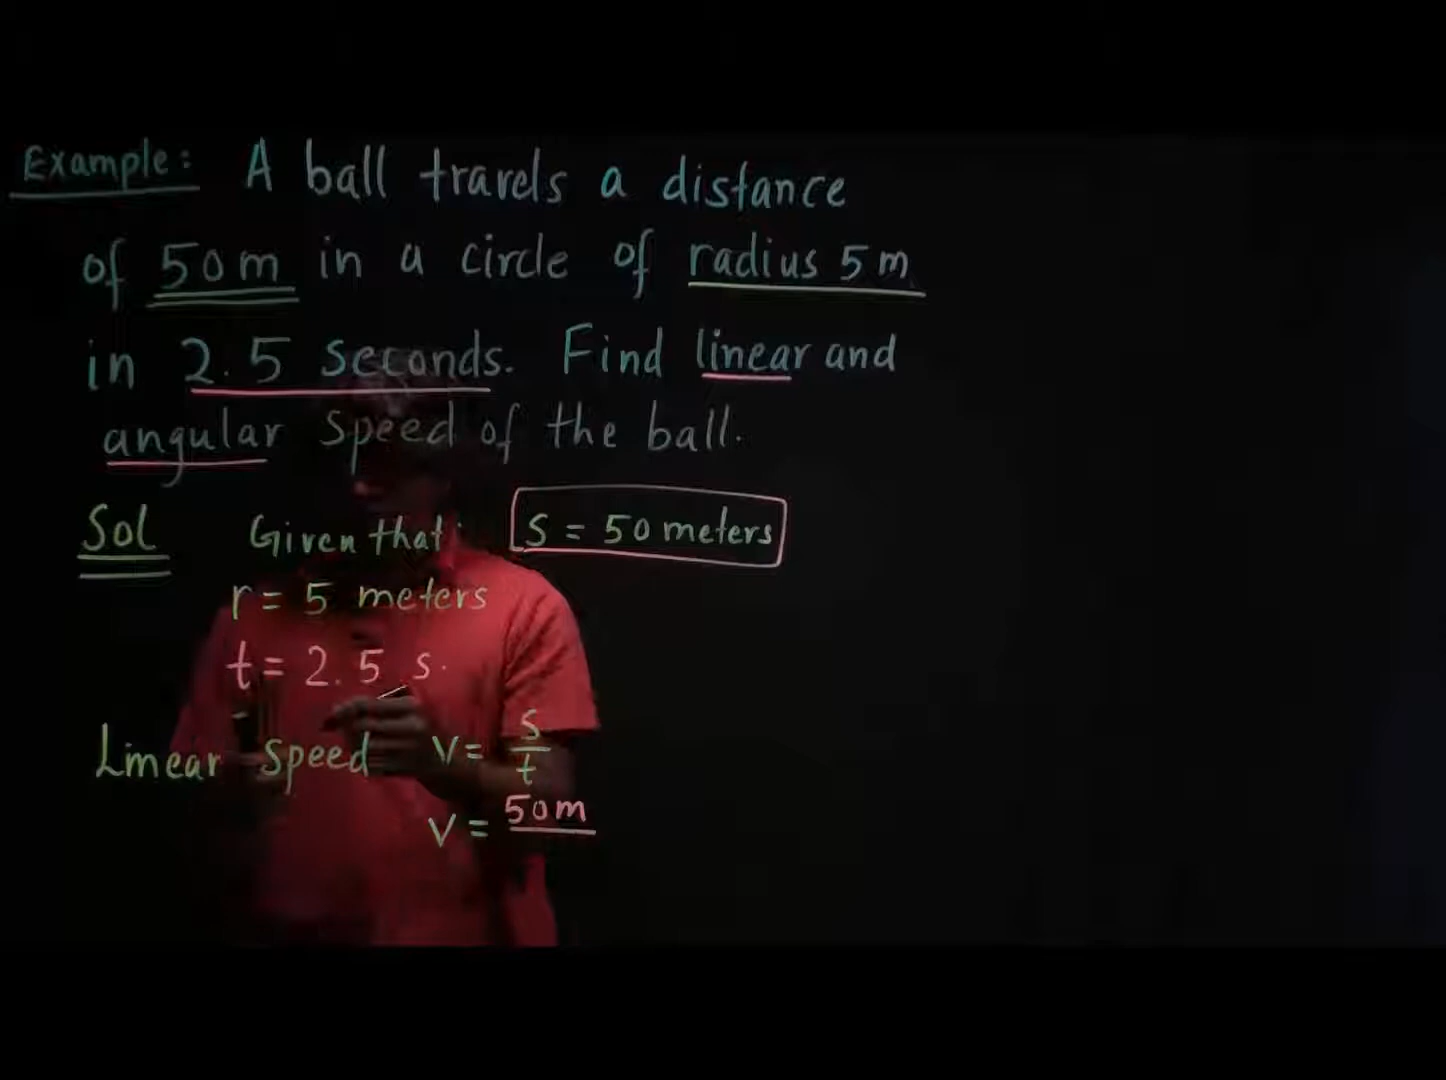 Example: A ball travels a distance
of 50m in a circle of radius 5m
in 2.5 seconds. Find linear and
angular speed of the ball.
Sol Given that S = 50 meters
r = 5 meters
t = 2.5 s.
Linear speed v = s/t
v = 50m